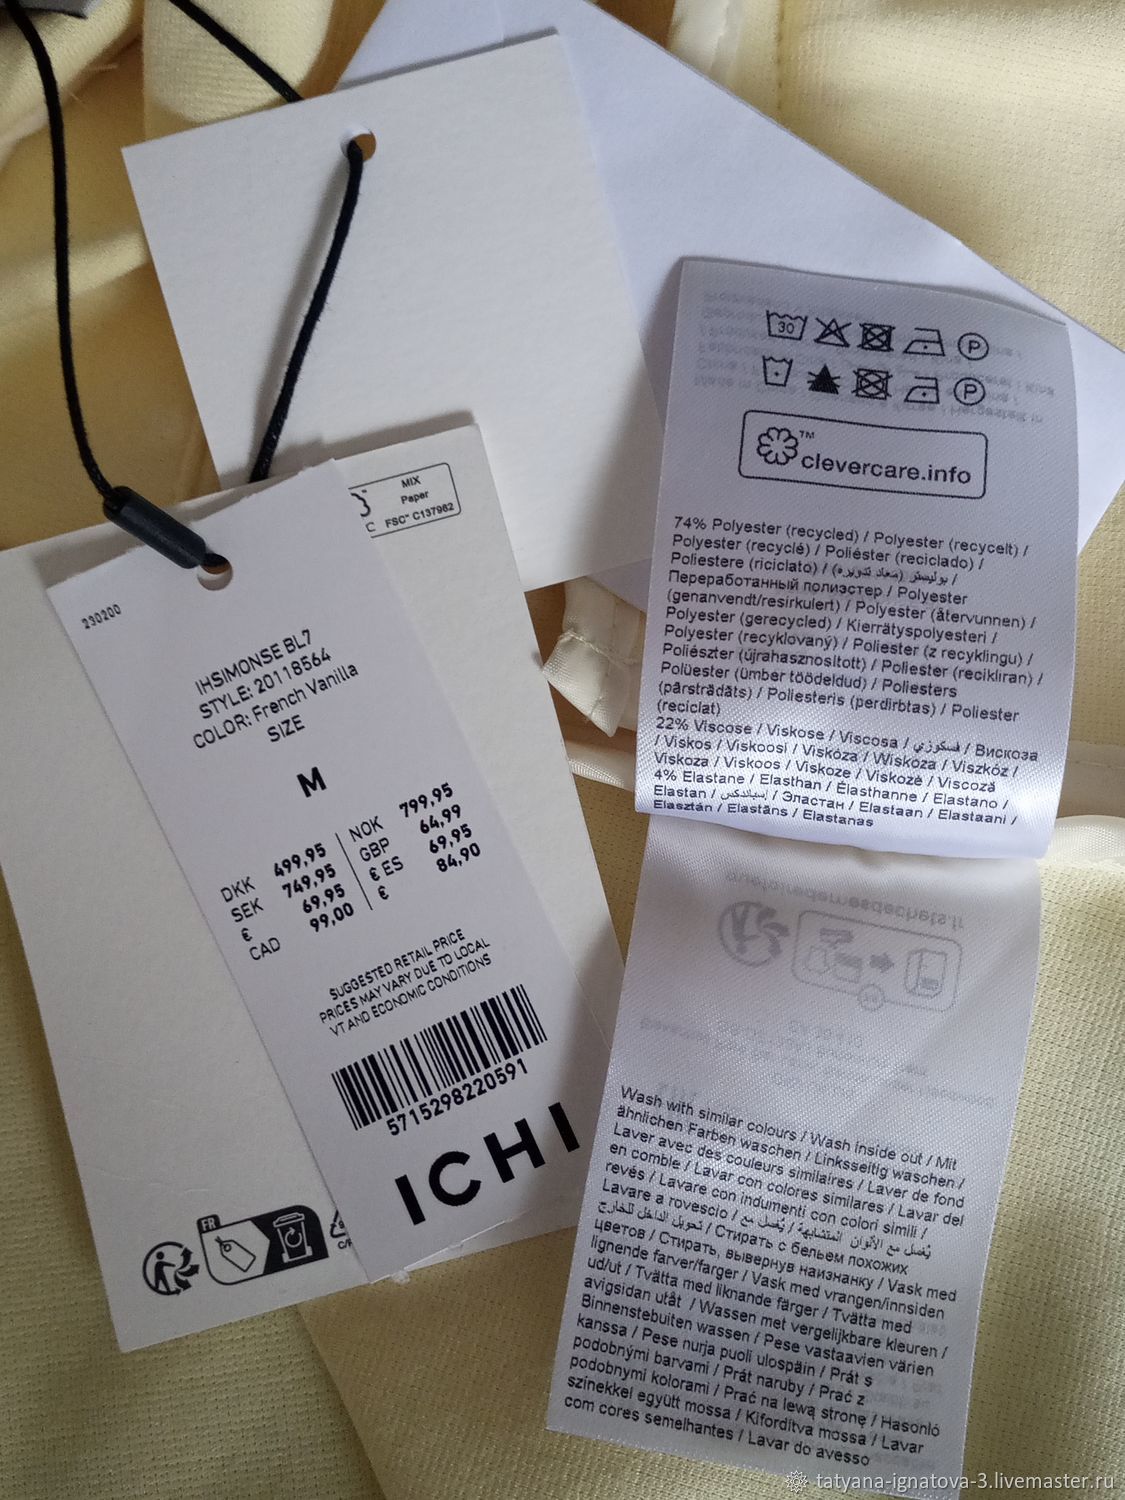 MIX
Paper
FSC™ C137962
230200
IHSIMONSE BL7
STYLE: 20118564
COLOR: French Vanilla
SIZE
M
DKK 499,95
SEK 749,95
€ 69,95
CAD 99,00
NOK 799,95
GBP 64,99
€ ES 69,95
€ 84,90
SUGGESTED RETAIL PRICE
PRICES MAY VARY DUE TO LOCAL
VT AND ECONOMIC CONDITIONS
5715298220591
ICHI
FR
30
P
P
™
clevercare.info
74% Polyester (recycled) / Polyester (recycelt) /
Polyester (recyclé) / Poliéster (reciclado) /
Poliestere (riciclato) / بوليستر (مُعاد تدويره) /
Переработанный полиэстер / Polyester
(genanvendt/resirkulert) / Polyester (återvunnen) /
Polyester (gerecycled) / Kierrätyspolyesteri /
Polyester (recyklovaný) / Poliester (z recyklingu) /
Poliészter (újrahasznosított) / Poliester (recikliran) /
Polüester (ümber töödeldud) / Poliesters
(pārstrādāts) / Poliesteris (perdirbtas) / Poliester
(reciclat)
22% Viscose / Viskose / Viscosa / فسكوزي / Вискоза
/ Viskos / Viskoosi / Viskóza / Wiskoza / Viszkóz /
Viskoza / Viskoos / Viskoze / Viskozė / Viscoză
4% Elastane / Elasthan / Élasthanne / Elastano /
Elastan / إسباندكس / Эластан / Elastaan / Elastaani /
Elasztán / Elastāns / Elastanas
Wash with similar colours / Wash inside out / Mit
ähnlichen Farben waschen / Linksseitig waschen /
Laver avec des couleurs similaires / Laver de fond
en comble / Lavar con colores similares / Lavar del
revés / Lavare con indumenti con colori simili /
Lavare a rovescio / يُغسل مع
يُغسل مع الألوان المتشابهة / تحويل الداخل للخارج
цветов / Стирать с бельем похожих
/ Стирать, вывернув наизнанку / Vask med
lignende farver/farger / Vask med vrangen/innsiden
ud/ut / Tvätta med liknande färger / Tvätta med
avigsidan utåt / Wassen met vergelijkbare kleuren /
Binnenstebuiten wassen / Pese vastaavien värien
kanssa / Pese nurja puoli ulospäin / Prát s
podobnými barvami / Prát naruby / Prać z
podobnymi kolorami / Prać na lewą stronę / Hasonló
színekkel együtt mossa / Kifordítva mossa / Lavar
com cores semelhantes / Lavar do avesso
tatyana-ignatova-3.livemaster.ru